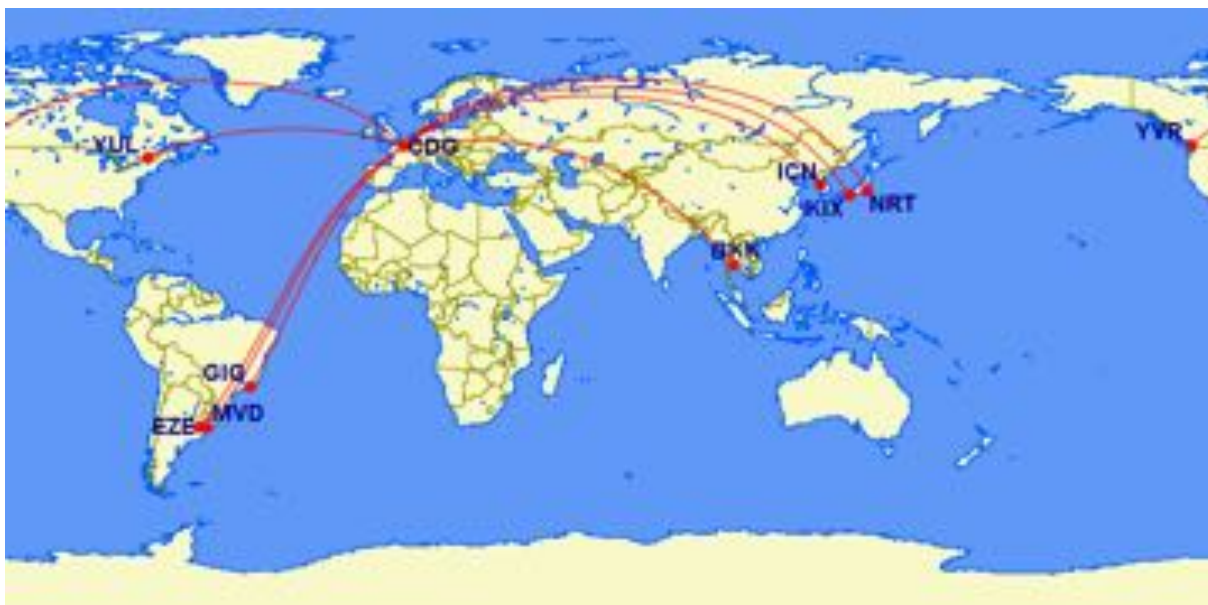 YVR
YUL
CDG
ICN
KIX
NRT
BKK
GIG
MVD
EZE